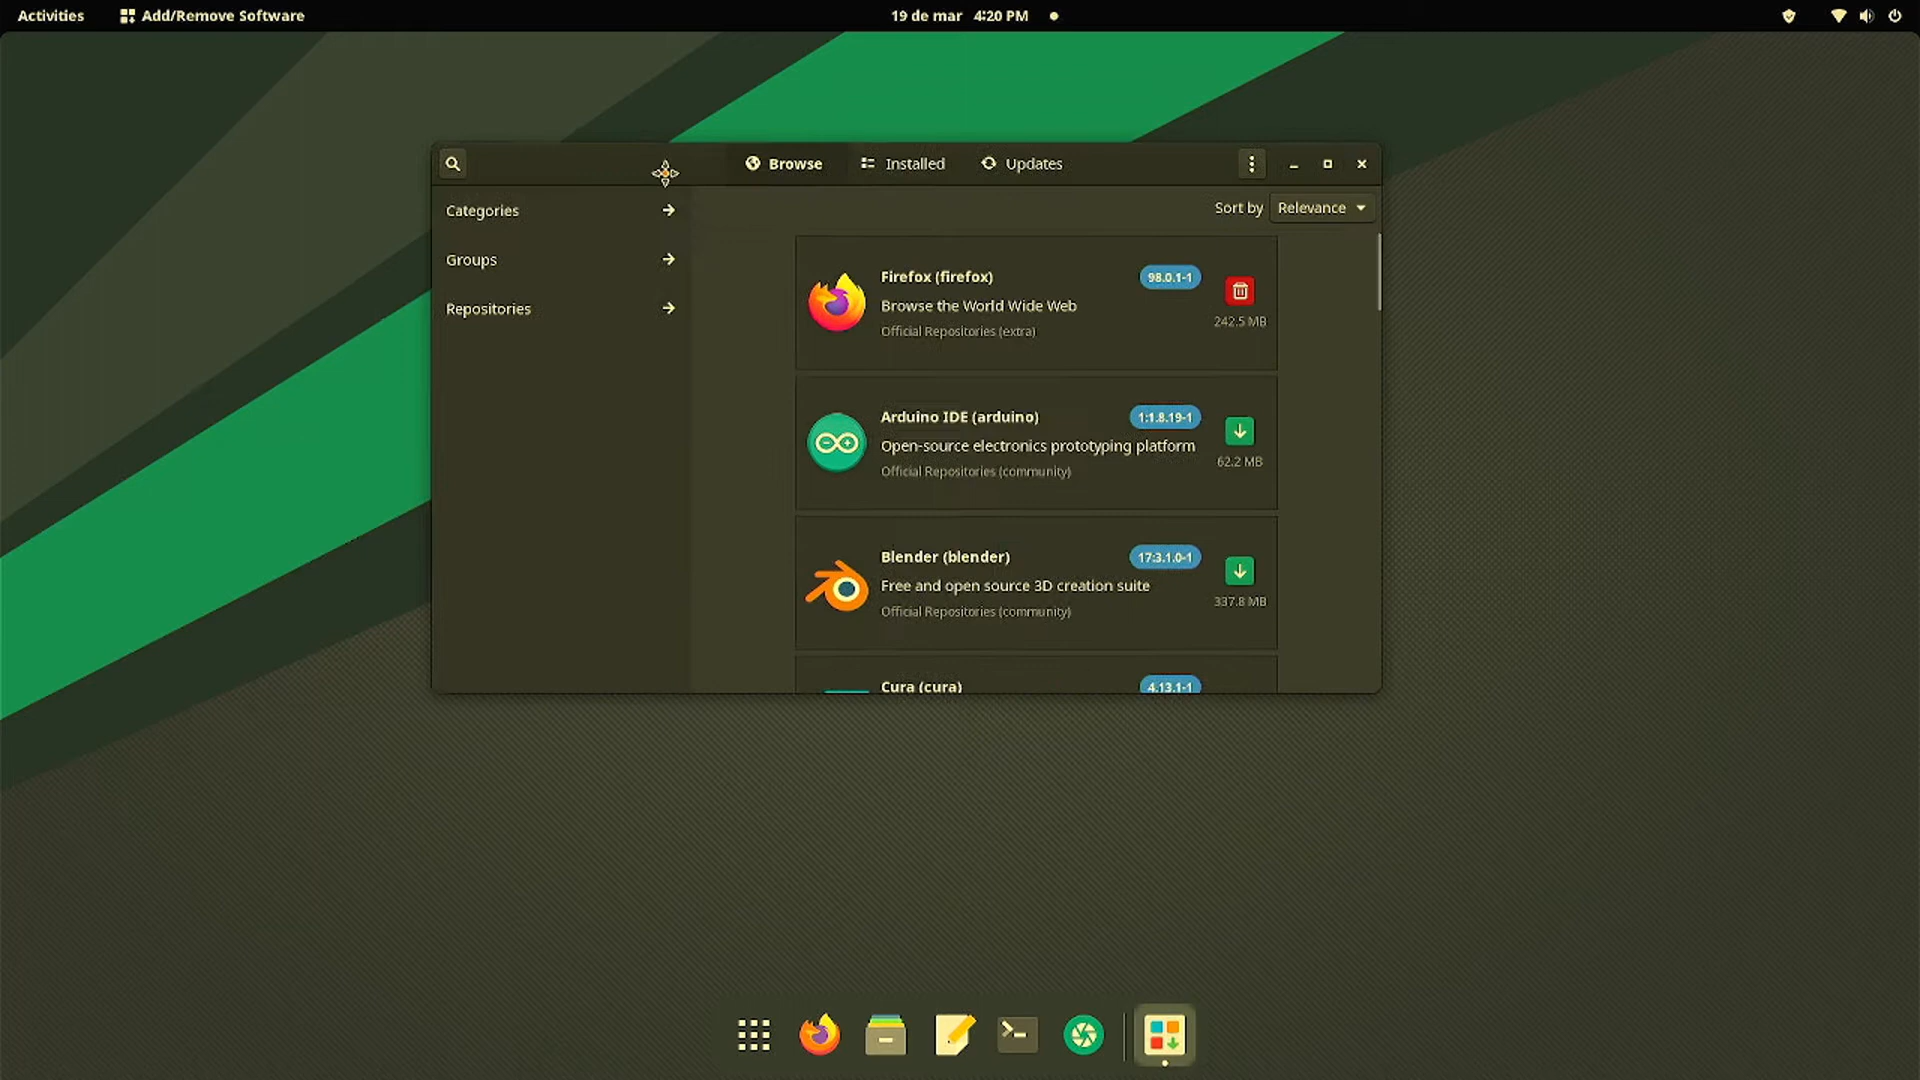 Activities
Add/Remove Software
19 de mar 4:20 PM
Browse
Installed
Updates
Categories
Groups
Repositories
Sort by Relevance
Firefox (firefox)
98.0.1-1
Browse the World Wide Web
Official Repositories (extra)
242.5 MB
Arduino IDE (arduino)
1:1.8.19-1
Open-source electronics prototyping platform
Official Repositories (community)
62.2 MB
Blender (blender)
17:3.1.0-1
Free and open source 3D creation suite
Official Repositories (community)
337.8 MB
Cura (cura)
4.13.1-1